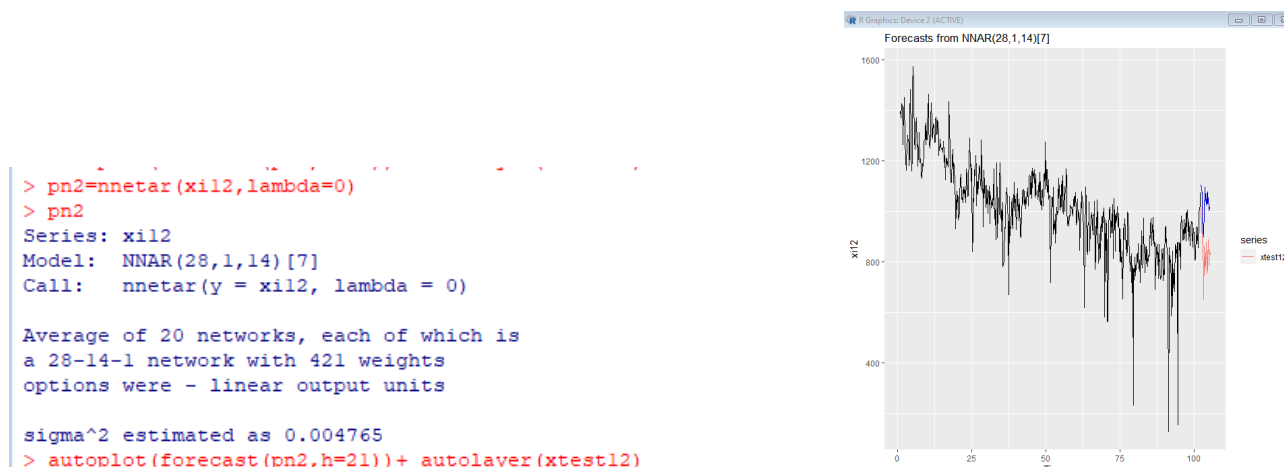 R Graphics: Device 2 (ACTIVE)
Forecasts from NNAR(28,1,14)[7]
1600
1200
800
400
xi12
0 25 50 75 100
series
xtest12
> pn2=nnetar(xi12,lambda=0)
> pn2
Series: xi12
Model: NNAR(28,1,14)[7]
Call: nnetar(y = xi12, lambda = 0)
Average of 20 networks, each of which is
a 28-14-1 network with 421 weights
options were - linear output units
sigma^2 estimated as 0.004765
> autoplot(forecast(pn2,h=21))+ autolayer(xtest12)